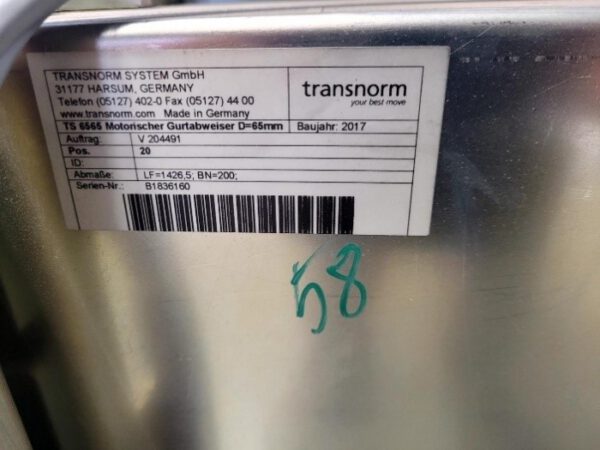 TRANSNORM SYSTEM GmbH
31177 HARSUM, GERMANY
Telefon (05127) 402-0 Fax (05127) 44 00
www.transnorm.com Made in Germany
transnorm
your best move
TS 6565 Motorischer Gurtabweiser D=65mm Baujahr: 2017
Auftrag: V 204491
Pos. 20
ID:
Abmaße: LF=1426,5; BN=200;
Serien-Nr.: B1836160
58